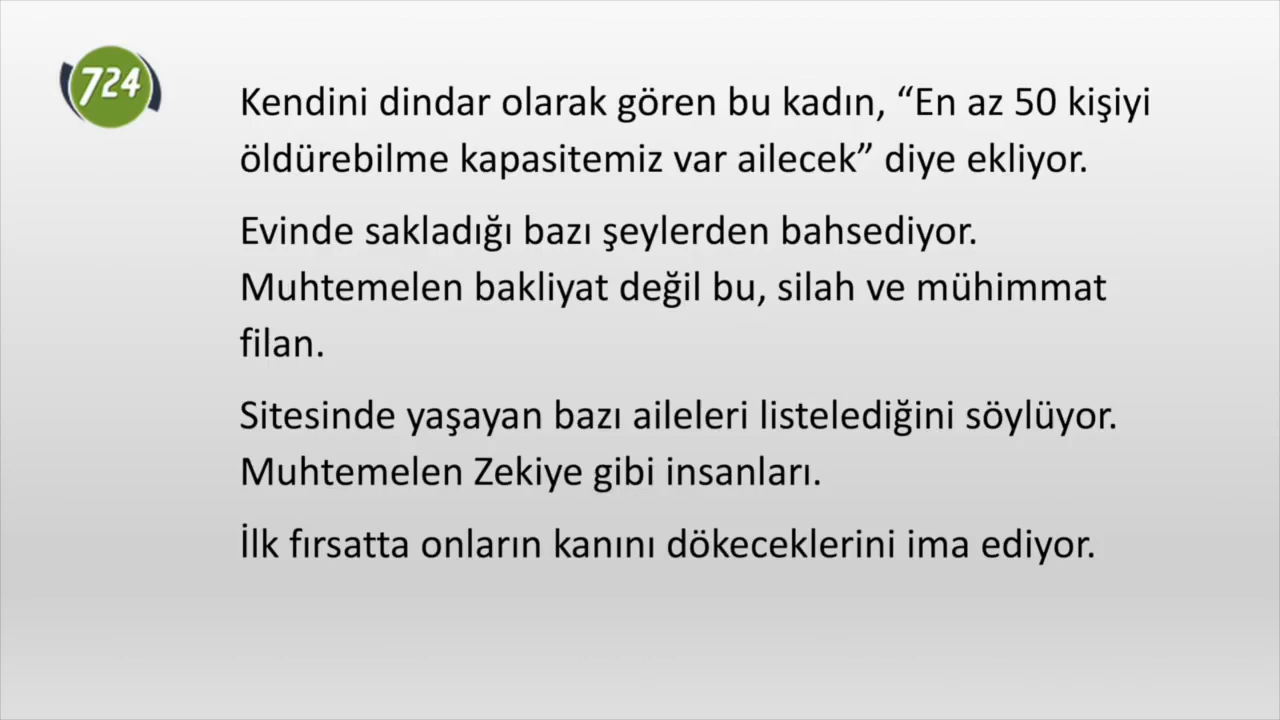 724
Kendini dindar olarak gören bu kadın, “En az 50 kişiyi
öldürebilme kapasitemiz var ailecek” diye ekliyor.
Evinde sakladığı bazı şeylerden bahsediyor.
Muhtemelen bakliyat değil bu, silah ve mühimmat
filan.
Sitesinde yaşayan bazı aileleri listelediğini söylüyor.
Muhtemelen Zekiye gibi insanları.
İlk fırsatta onların kanını dökeceklerini ima ediyor.